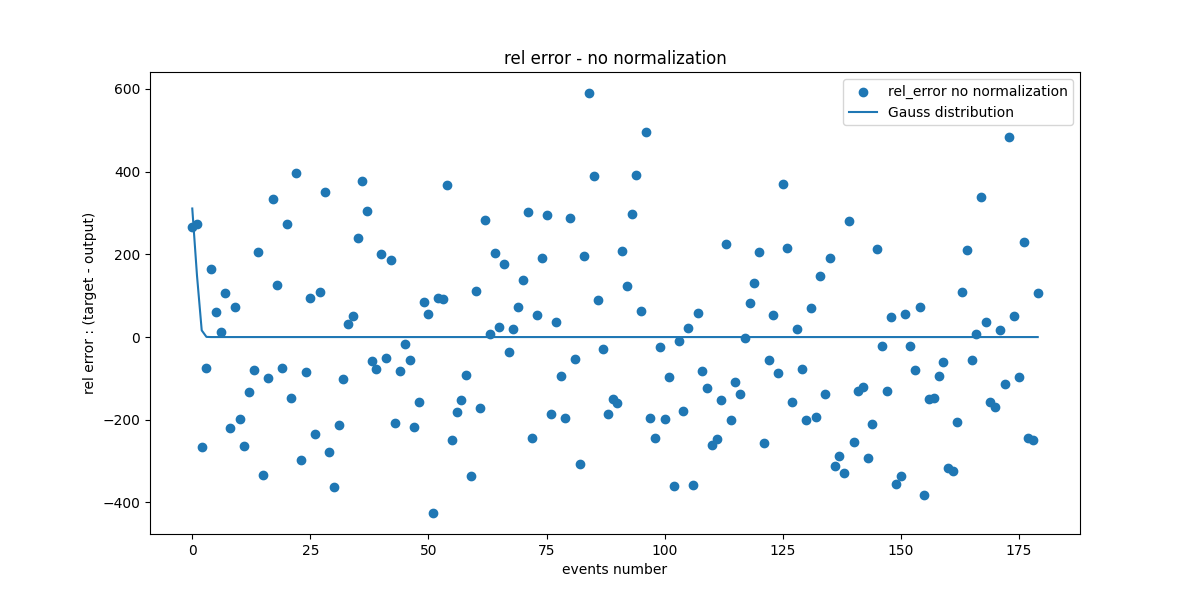 rel error - no normalization
rel_error no normalization
Gauss distribution
rel error : (target - output)
600
400
200
0
−200
−400
0 25 50 75 100 125 150 175
events number